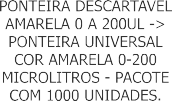 PONTEIRA DESCARTAVEL
AMARELA 0 A 200UL ->
PONTEIRA UNIVERSAL
COR AMARELA 0-200
MICROLITROS - PACOTE
COM 1000 UNIDADES.